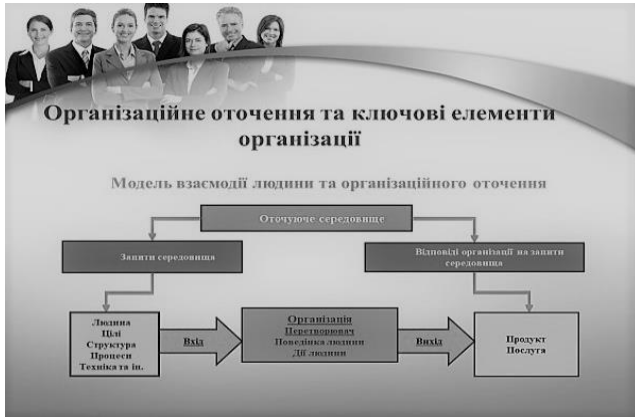 Організаційне оточення та ключові елементи
організації
Модель взаємодії людини та організаційного оточення
Оточуюче середовище
Запити середовища
Відповіді організації на запити
середовища
Людина
Цілі
Структура
Процеси
Техніка та ін.
Вхід
Організація
Перетворювач
Поведінка людини
Дії людини
Вихід
Продукт
Послуга